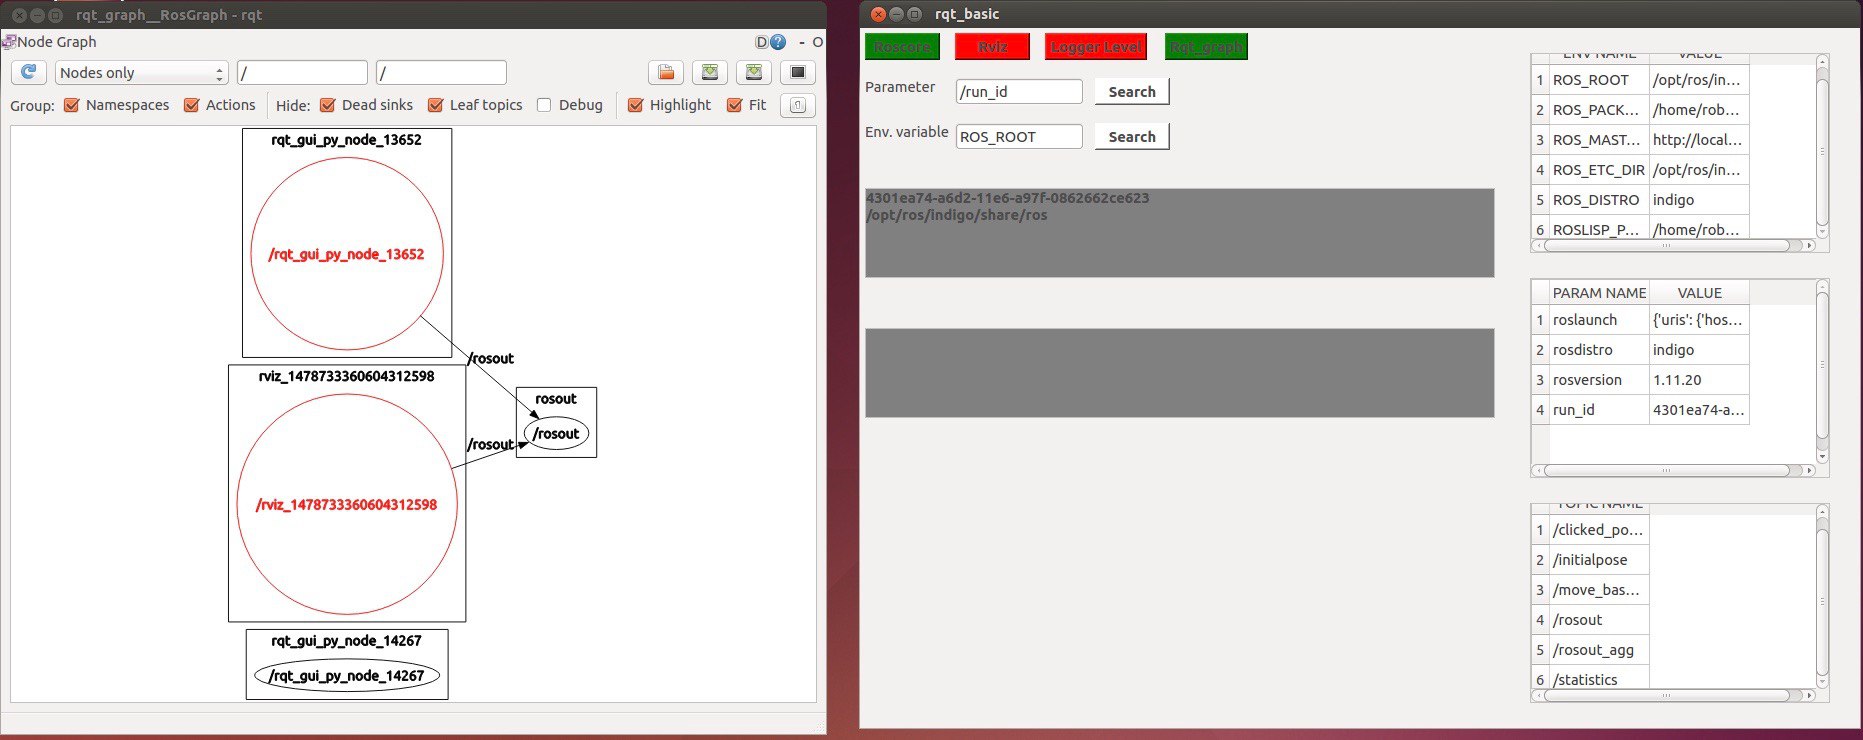 rqt_graph__RosGraph - rqt
Node Graph
D
- O
Nodes only
/
/
Group:
Namespaces
Actions
Hide:
Dead sinks
Leaf topics
Debug
Highlight
Fit
rqt_gui_py_node_13652
/rqt_gui_py_node_13652
/rosout
rviz_1478733360604312598
/rviz_1478733360604312598
/rosout
rosout
/rosout
rqt_gui_py_node_14267
/rqt_gui_py_node_14267
rqt_basic
Roscore
Rviz
Logger Level
Rqt_graph
Parameter
/run_id
Search
Env. variable
ROS_ROOT
Search
4301ea74-a6d2-11e6-a97f-0862662ce623
/opt/ros/indigo/share/ros
ENV NAME VALUE
1 ROS_ROOT /opt/ros/in...
2 ROS_PACK... /home/rob...
3 ROS_MAST... http://local...
4 ROS_ETC_DIR /opt/ros/in...
5 ROS_DISTRO indigo
6 ROSLISP_P... /home/rob...
PARAM NAME VALUE
1 roslaunch {'uris': {'hos...
2 rosdistro indigo
3 rosversion 1.11.20
4 run_id 4301ea74-a...
TOPIC NAME
1 /clicked_po...
2 /initialpose
3 /move_bas...
4 /rosout
5 /rosout_agg
6 /statistics